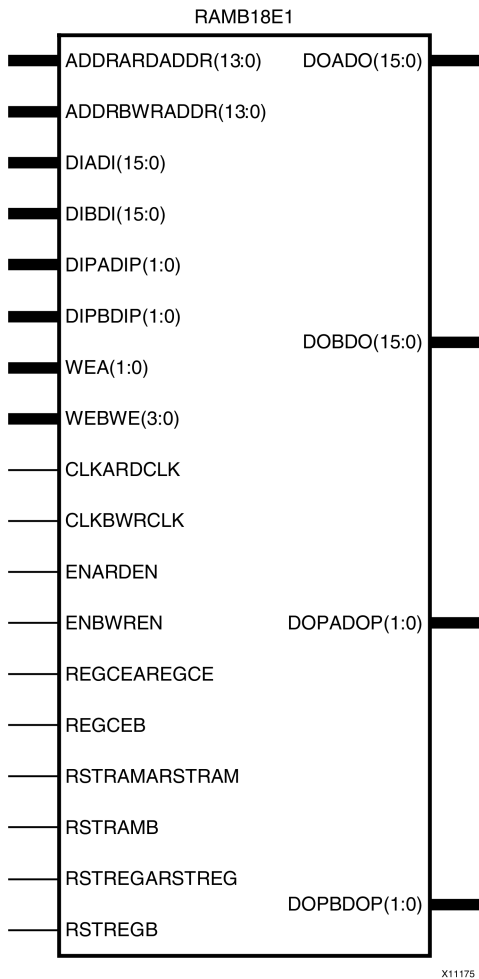 RAMB18E1
ADDRARDADDR(13:0) DOADO(15:0)
ADDRBWRADDR(13:0)
DIADI(15:0)
DIBDI(15:0)
DIPADIP(1:0)
DIPBDIP(1:0)
DOBDO(15:0)
WEA(1:0)
WEBWE(3:0)
CLKARDCLK
CLKBWRCLK
ENARDEN
ENBWREN DOPADOP(1:0)
REGCEAREGCE
REGCEB
RSTRAMARSTRAM
RSTRAMB
RSTREGARSTREG
DOPBDOP(1:0)
RSTREGB
X11175